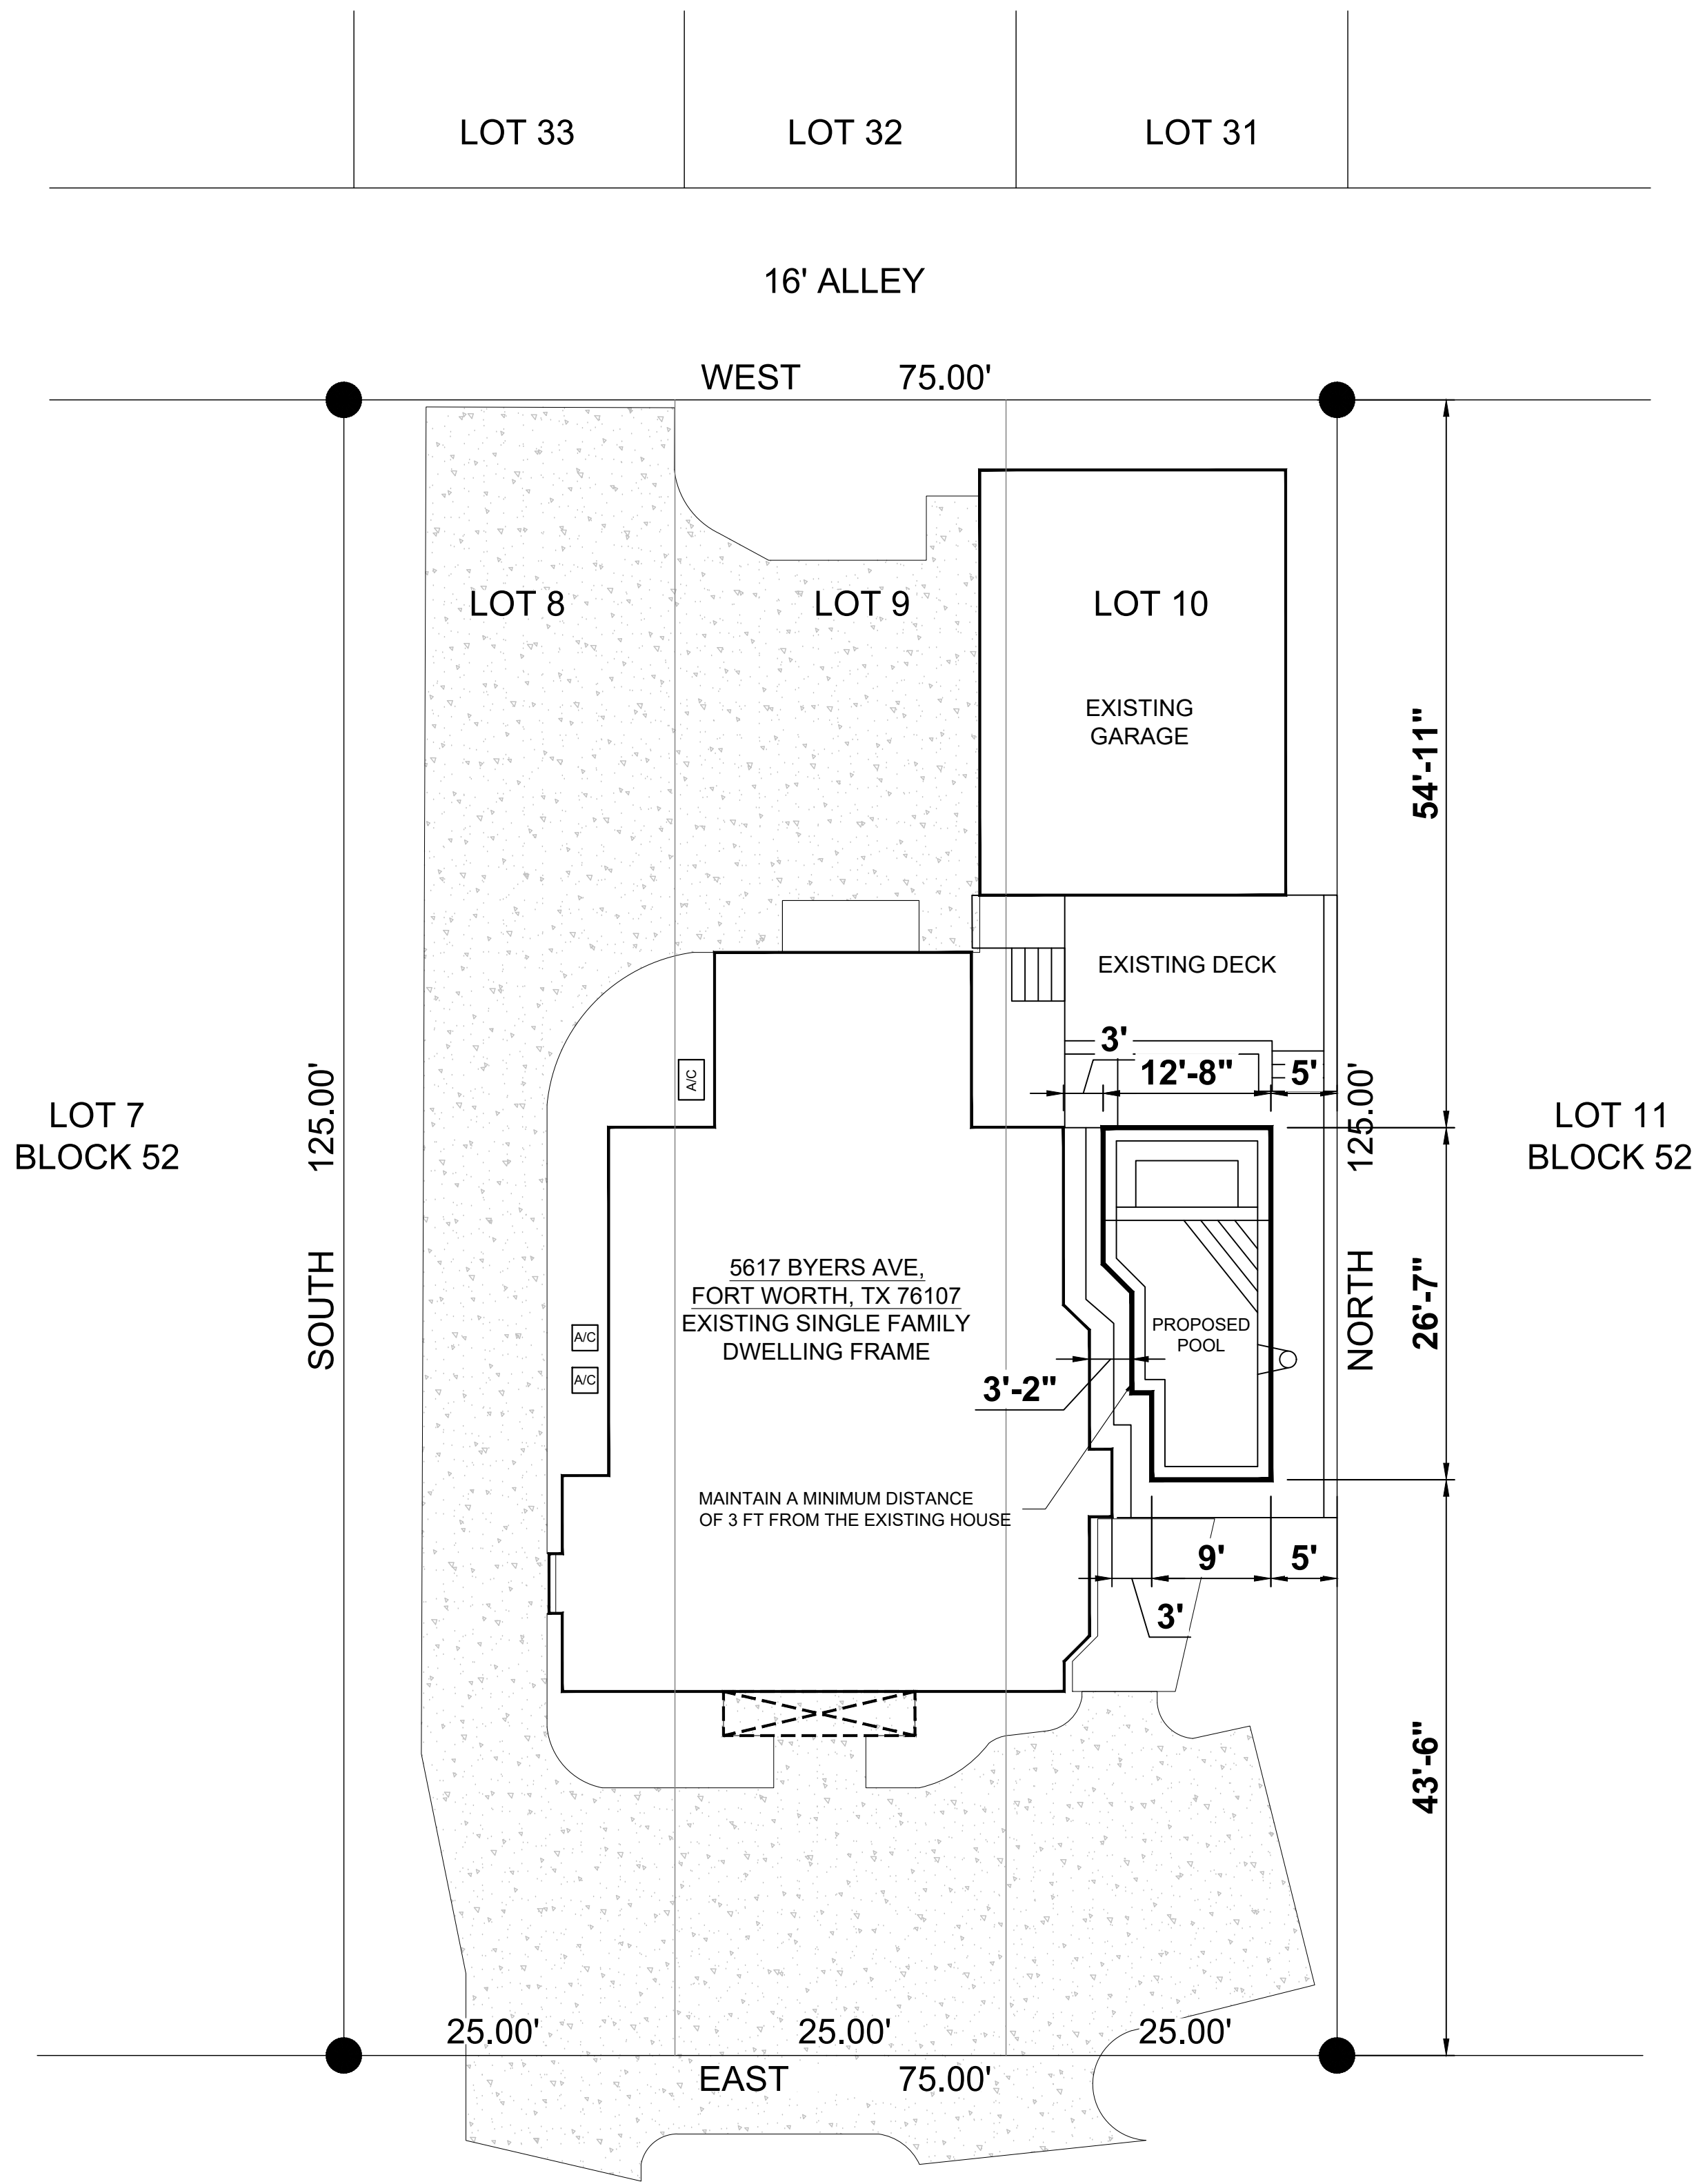 LOT 33
LOT 32
LOT 31
16' ALLEY
WEST 75.00'
LOT 8
LOT 9
LOT 10
EXISTING
GARAGE
54'-11"
EXISTING DECK
3'
12'-8"
5'
A/C
LOT 7
BLOCK 52
SOUTH 125.00'
NORTH 125.00'
LOT 11
BLOCK 52
5617 BYERS AVE,
FORT WORTH, TX 76107
EXISTING SINGLE FAMILY
DWELLING FRAME
A/C
A/C
PROPOSED
POOL
26'-7"
3'-2"
MAINTAIN A MINIMUM DISTANCE
OF 3 FT FROM THE EXISTING HOUSE
9'
5'
3'
43'-6"
25.00'
25.00'
25.00'
EAST 75.00'